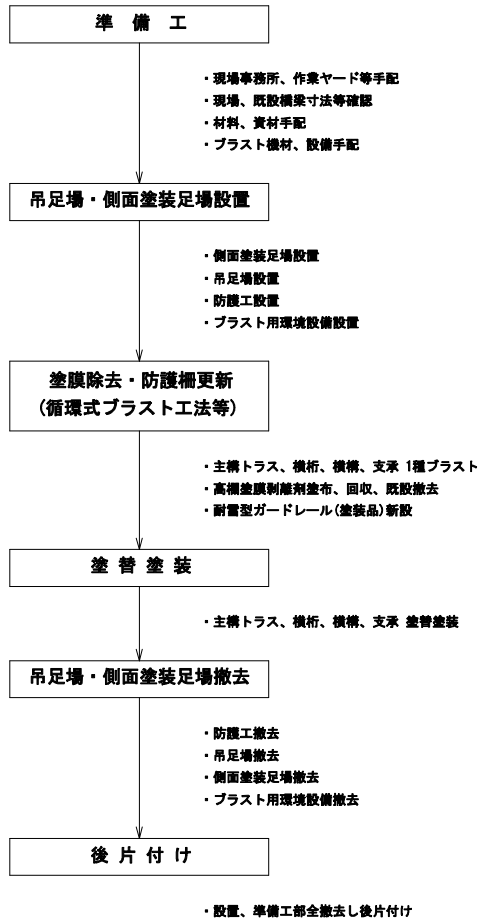 準　備　工
・現場事務所、作業ヤード等手配
・現場、既設橋梁寸法等確認
・材料、資材手配
・ブラスト機材、設備手配
吊足場・側面塗装足場設置
・側面塗装足場設置
・吊足場設置
・防護工設置
・ブラスト用環境設備設置
塗膜除去・防護柵更新
(循環式ブラスト工法等)
・主構トラス、横桁、横構、支承 1種ブラスト
・高欄塗膜剥離剤塗布、回収、既設撤去
・耐雪型ガードレール(塗装品)新設
塗 替 塗 装
・主構トラス、横桁、横構、支承 塗替塗装
吊足場・側面塗装足場撤去
・防護工撤去
・吊足場撤去
・側面塗装足場撤去
・ブラスト用環境設備撤去
後 片 付 け
・設置、準備工部全撤去し後片付け